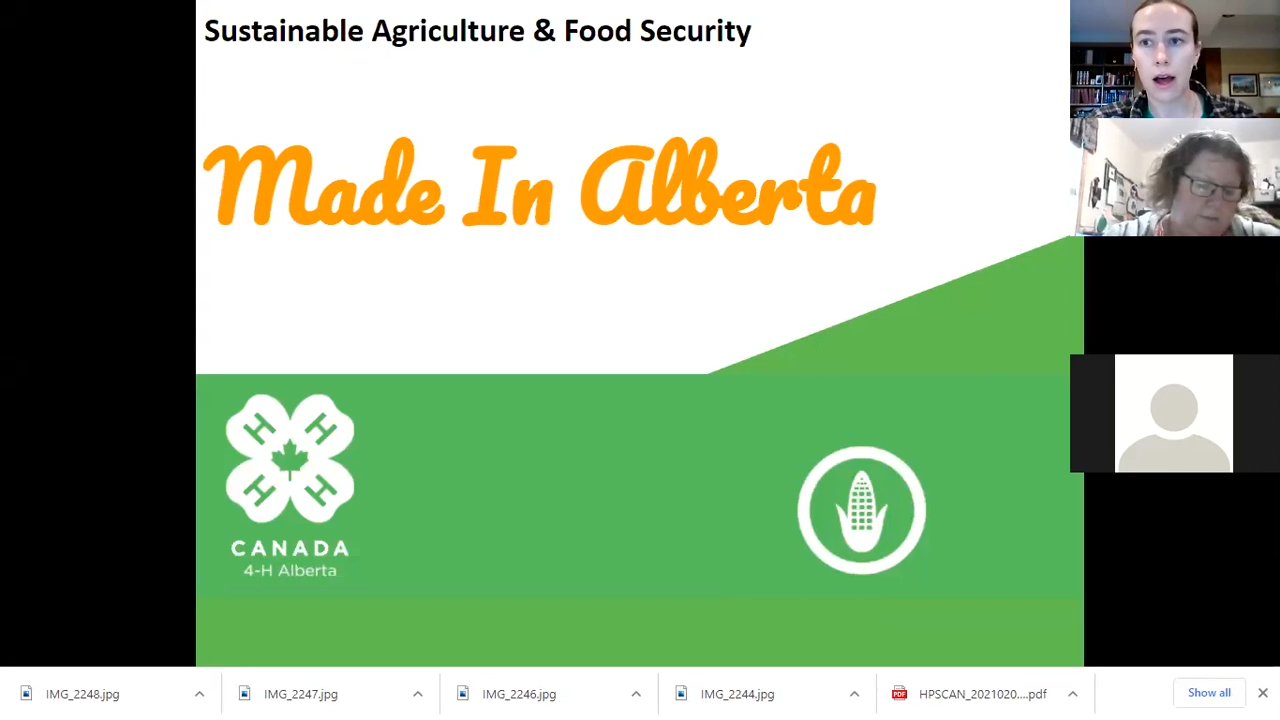 Sustainable Agriculture & Food Security
Made In Alberta
H H
H H
CANADA
4-H Alberta
IMG_2248.jpg
IMG_2247.jpg
IMG_2246.jpg
IMG_2244.jpg
PDF
HPSCAN_2021020....pdf
Show all